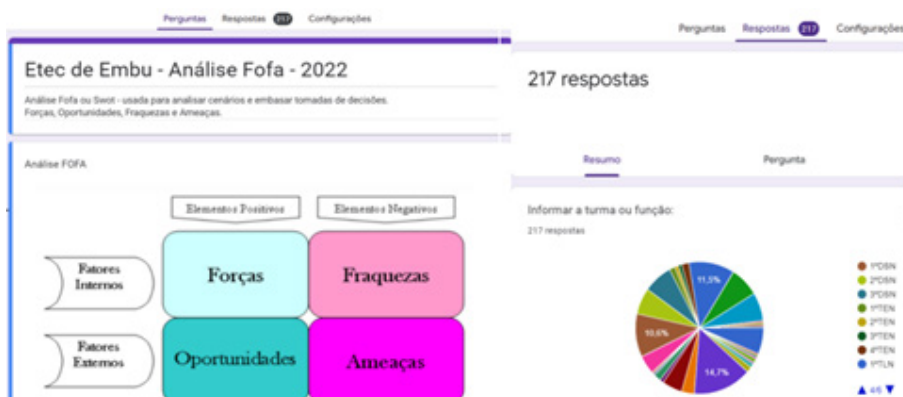 Perguntas Respostas 217 Configurações
Etec de Embu - Análise Fofa - 2022
Análise Fofa ou Swot - usada para analisar cenários e embasar tomadas de decisões.
Forças, Oportunidades, Fraquezas e Ameaças.
Análise FOFA
Elementos Positivos Elementos Negativos
Fatores Internos
Forças Fraquezas
Fatores Externos
Oportunidades Ameaças
Perguntas Respostas 217 Configurações
217 respostas
Resumo Pergunta
Informar a turma ou função:
217 respostas
11,5%
10,6%
14,7%
1ºDSN
2ºDSN
3ºDSN
1ºTEN
2ºTEN
3ºTEN
4ºTEN
1ºTLN
4/6